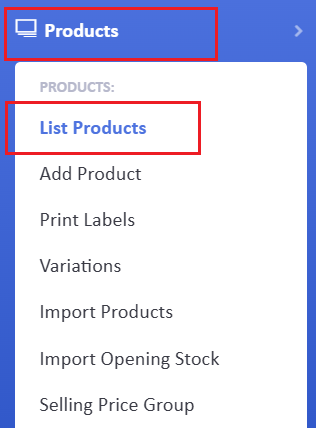 Products
PRODUCTS:
List Products
Add Product
Print Labels
Variations
Import Products
Import Opening Stock
Selling Price Group